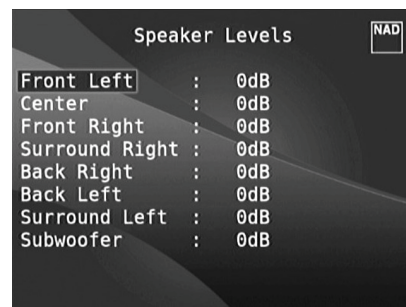 Speaker Levels
NAD
Front Left : 0dB
Center : 0dB
Front Right : 0dB
Surround Right : 0dB
Back Right : 0dB
Back Left : 0dB
Surround Left : 0dB
Subwoofer : 0dB